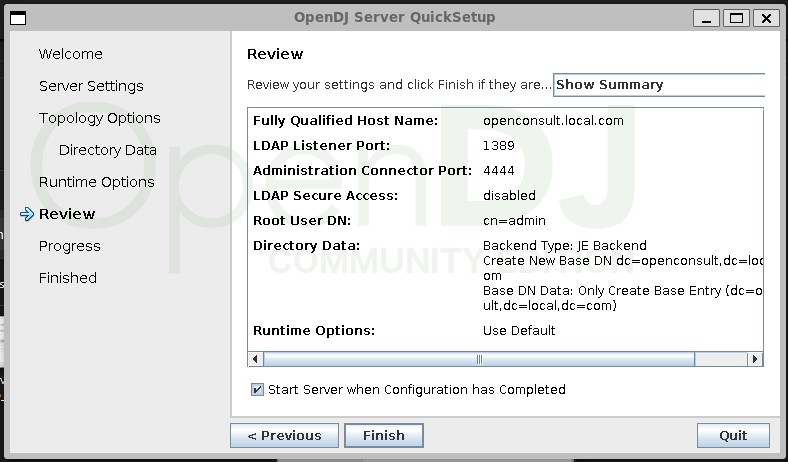 OpenDJ Server QuickSetup
Welcome
Server Settings
Topology Options
Directory Data
Runtime Options
Review
Progress
Finished
Review
Review your settings and click Finish if they are...
Show Summary
Fully Qualified Host Name: openconsult.local.com
LDAP Listener Port: 1389
Administration Connector Port: 4444
LDAP Secure Access: disabled
Root User DN: cn=admin
Directory Data: Backend Type: JE Backend
Create New Base DN dc=openconsult,dc=loc
om
Base DN Data: Only Create Base Entry (dc=o
ult,dc=local,dc=com)
Runtime Options: Use Default
OpenDJ
COMMUNITY EDITION
Start Server when Configuration has Completed
< Previous
Finish
Quit